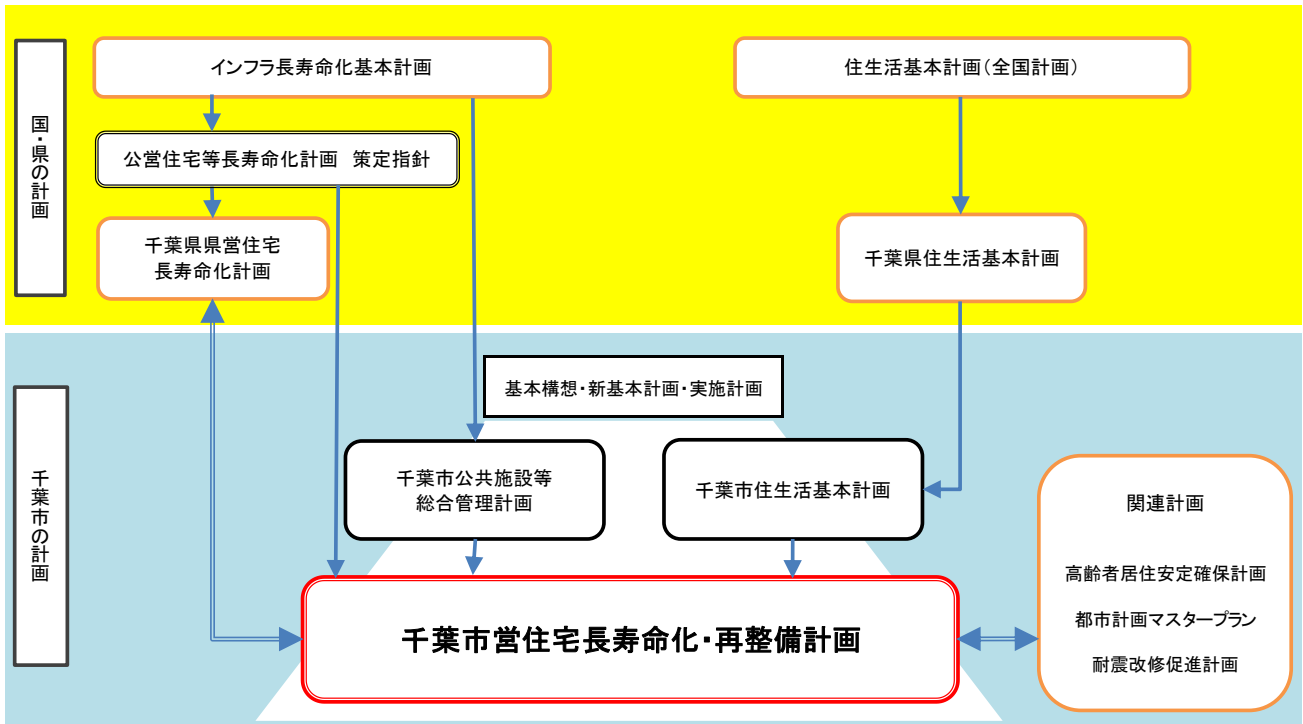 国・県の計画
インフラ長寿命化基本計画
住生活基本計画(全国計画)
公営住宅等長寿命化計画　策定指針
千葉県県営住宅
長寿命化計画
千葉県住生活基本計画
千葉市の計画
基本構想・新基本計画・実施計画
千葉市公共施設等
総合管理計画
千葉市住生活基本計画
千葉市営住宅長寿命化・再整備計画
関連計画
高齢者居住安定確保計画
都市計画マスタープラン
耐震改修促進計画